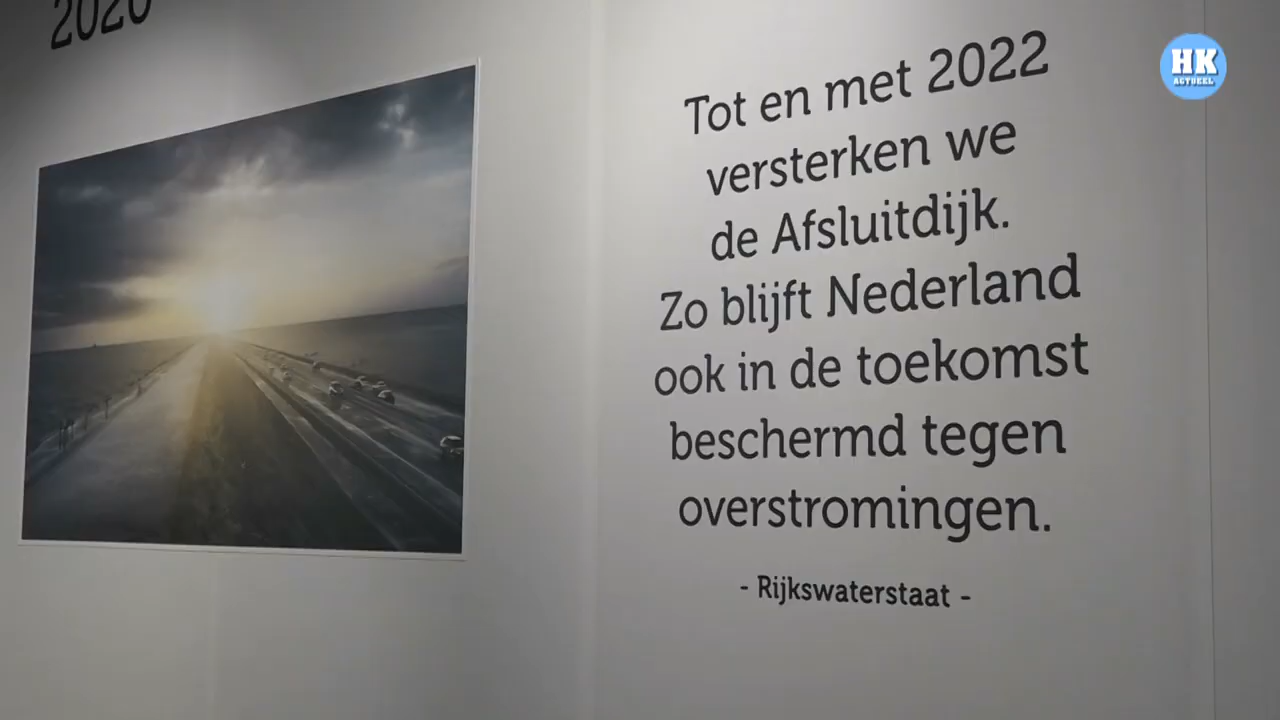 2020
Tot en met 2022
versterken we
de Afsluitdijk.
Zo blijft Nederland
ook in de toekomst
beschermd tegen
overstromingen.
- Rijkswaterstaat -
HK
ACTUEEL